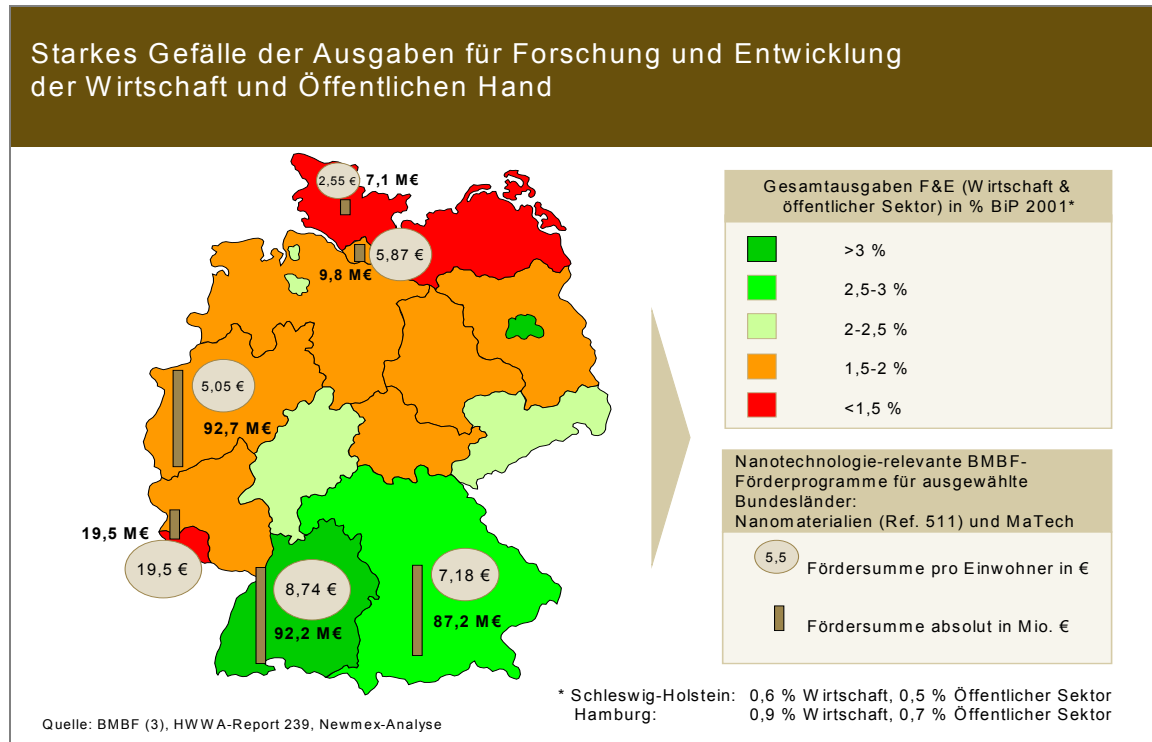 Starkes Gefälle der Ausgaben für Forschung und Entwicklung
der Wirtschaft und Öffentlichen Hand
2,55 €
7,1 M€
5,87 €
9,8 M€
5,05 €
92,7 M€
19,5 M€
19,5 €
8,74 €
92,2 M€
7,18 €
87,2 M€
Gesamtausgaben F&E (Wirtschaft &
öffentlicher Sektor) in % BiP 2001*
>3 %
2,5-3 %
2-2,5 %
1,5-2 %
<1,5 %
Nanotechnologie-relevante BMBF-
Förderprogramme für ausgewählte
Bundesländer:
Nanomaterialien (Ref. 511) und MaTech
5,5 Fördersumme pro Einwohner in €
Fördersumme absolut in Mio. €
* Schleswig-Holstein: 0,6 % Wirtschaft, 0,5 % Öffentlicher Sektor
Hamburg: 0,9 % Wirtschaft, 0,7 % Öffentlicher Sektor
Quelle: BMBF (3), HWWA-Report 239, Newmex-Analyse